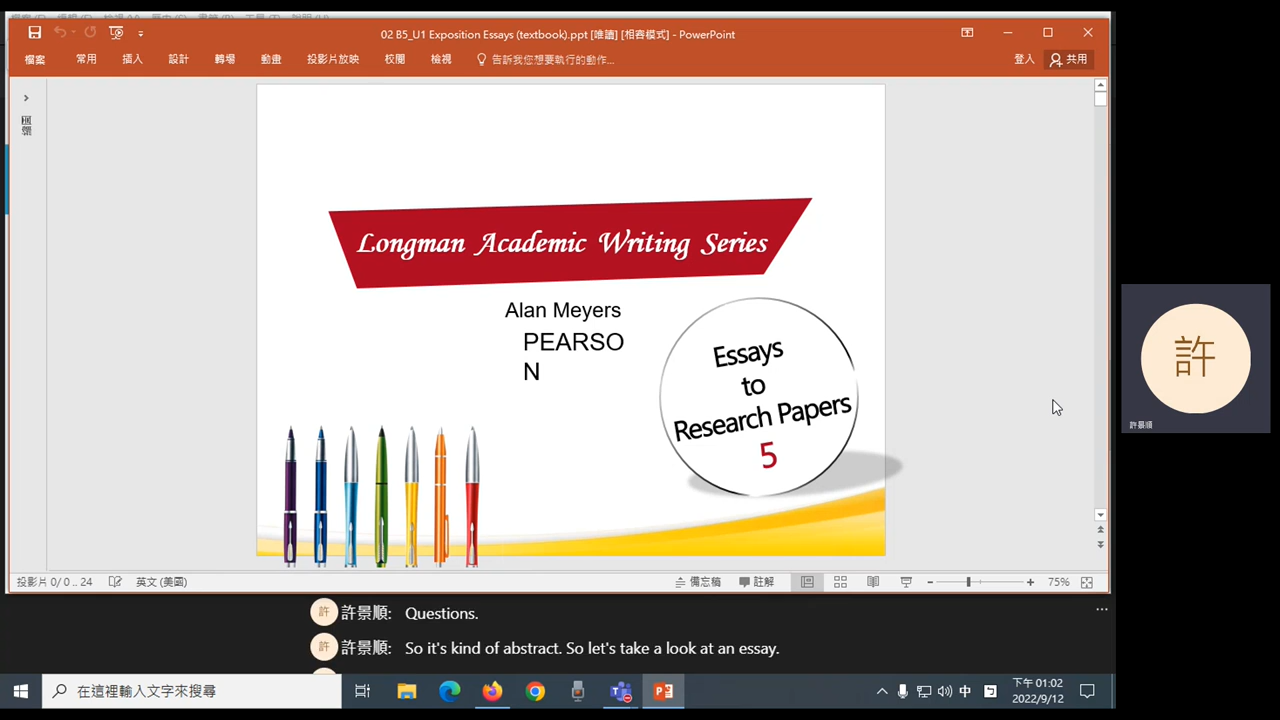 02 B5_U1 Exposition Essays (textbook).ppt [唯讀] [相容模式] - PowerPoint
檔案 常用 插入 設計 轉場 動畫 投影片放映 校閱 檢視 告訴我您想要執行的動作... 登入 共用
Longman Academic Writing Series
Alan Meyers
PEARSO
N
Essays
to
Research Papers
5
許
許景順
投影片 0/ 0 .. 24 英文 (美國) 備忘稿 註解 75%
許 許景順: Questions.
許 許景順: So it's kind of abstract. So let's take a look at an essay.
在這裡輸入文字來搜尋
中
下午 01:02
2022/9/12